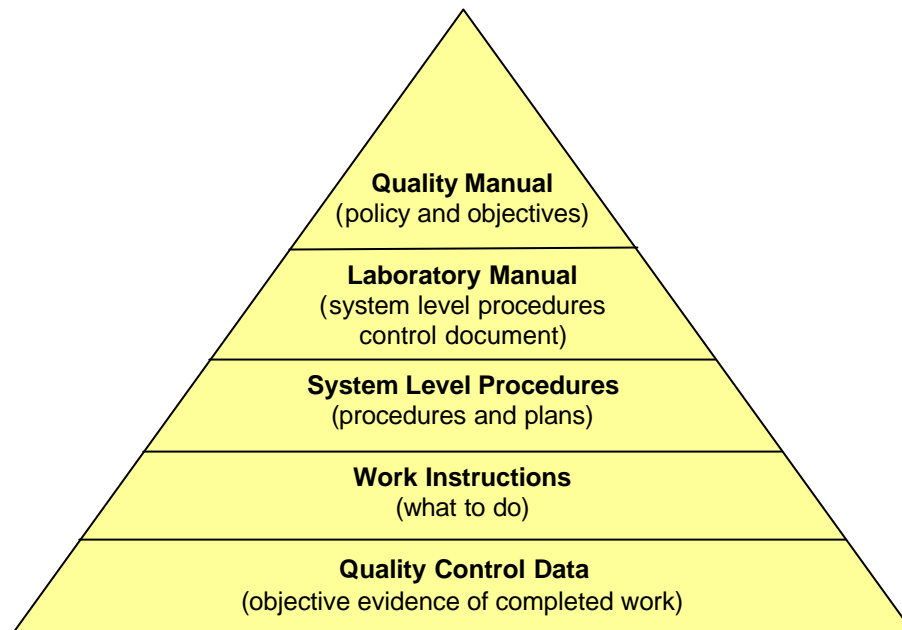 Quality Manual
(policy and objectives)
Laboratory Manual
(system level procedures
control document)
System Level Procedures
(procedures and plans)
Work Instructions
(what to do)
Quality Control Data
(objective evidence of completed work)